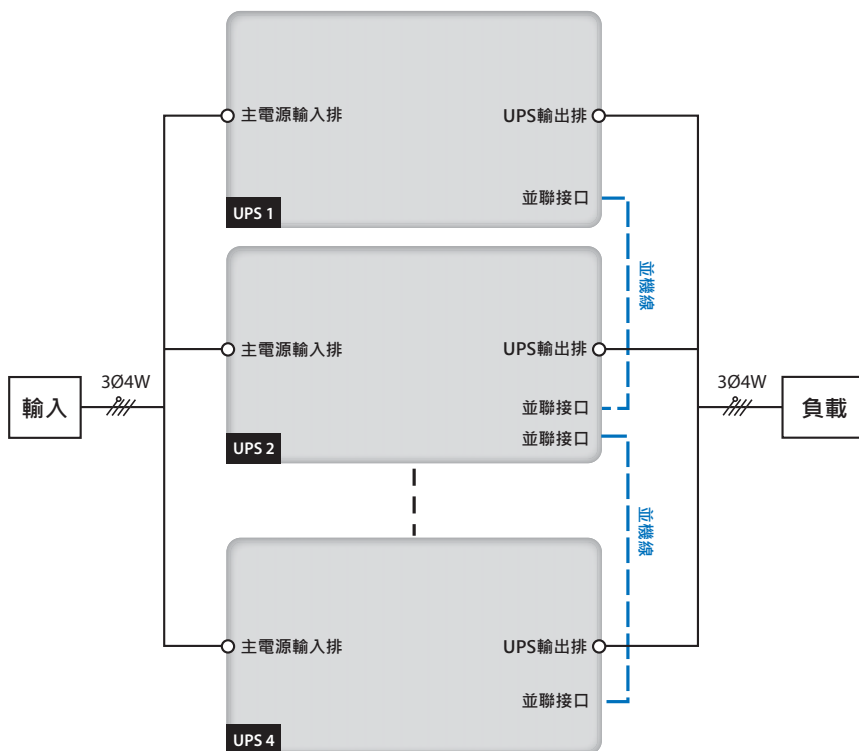 主電源輸入排
UPS輸出排
並聯接口
UPS 1
並機線
主電源輸入排
UPS輸出排
3Ø4W
輸入
3Ø4W
負載
並聯接口
並聯接口
UPS 2
並機線
主電源輸入排
UPS輸出排
並聯接口
UPS 4